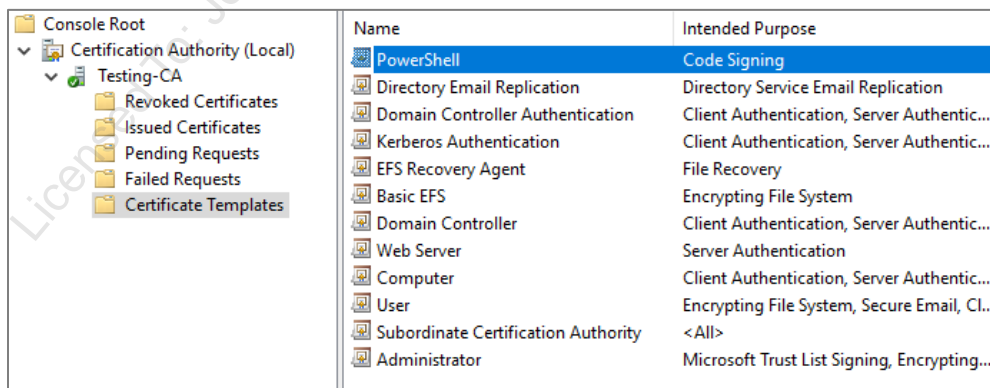 Console Root
Certification Authority (Local)
Testing-CA
Revoked Certificates
Issued Certificates
Pending Requests
Failed Requests
Certificate Templates
Name Intended Purpose
PowerShell Code Signing
Directory Email Replication Directory Service Email Replication
Domain Controller Authentication Client Authentication, Server Authentic...
Kerberos Authentication Client Authentication, Server Authentic...
EFS Recovery Agent File Recovery
Basic EFS Encrypting File System
Domain Controller Client Authentication, Server Authentic...
Web Server Server Authentication
Computer Client Authentication, Server Authentic...
User Encrypting File System, Secure Email, Cl...
Subordinate Certification Authority <All>
Administrator Microsoft Trust List Signing, Encrypting...
Licensed To: